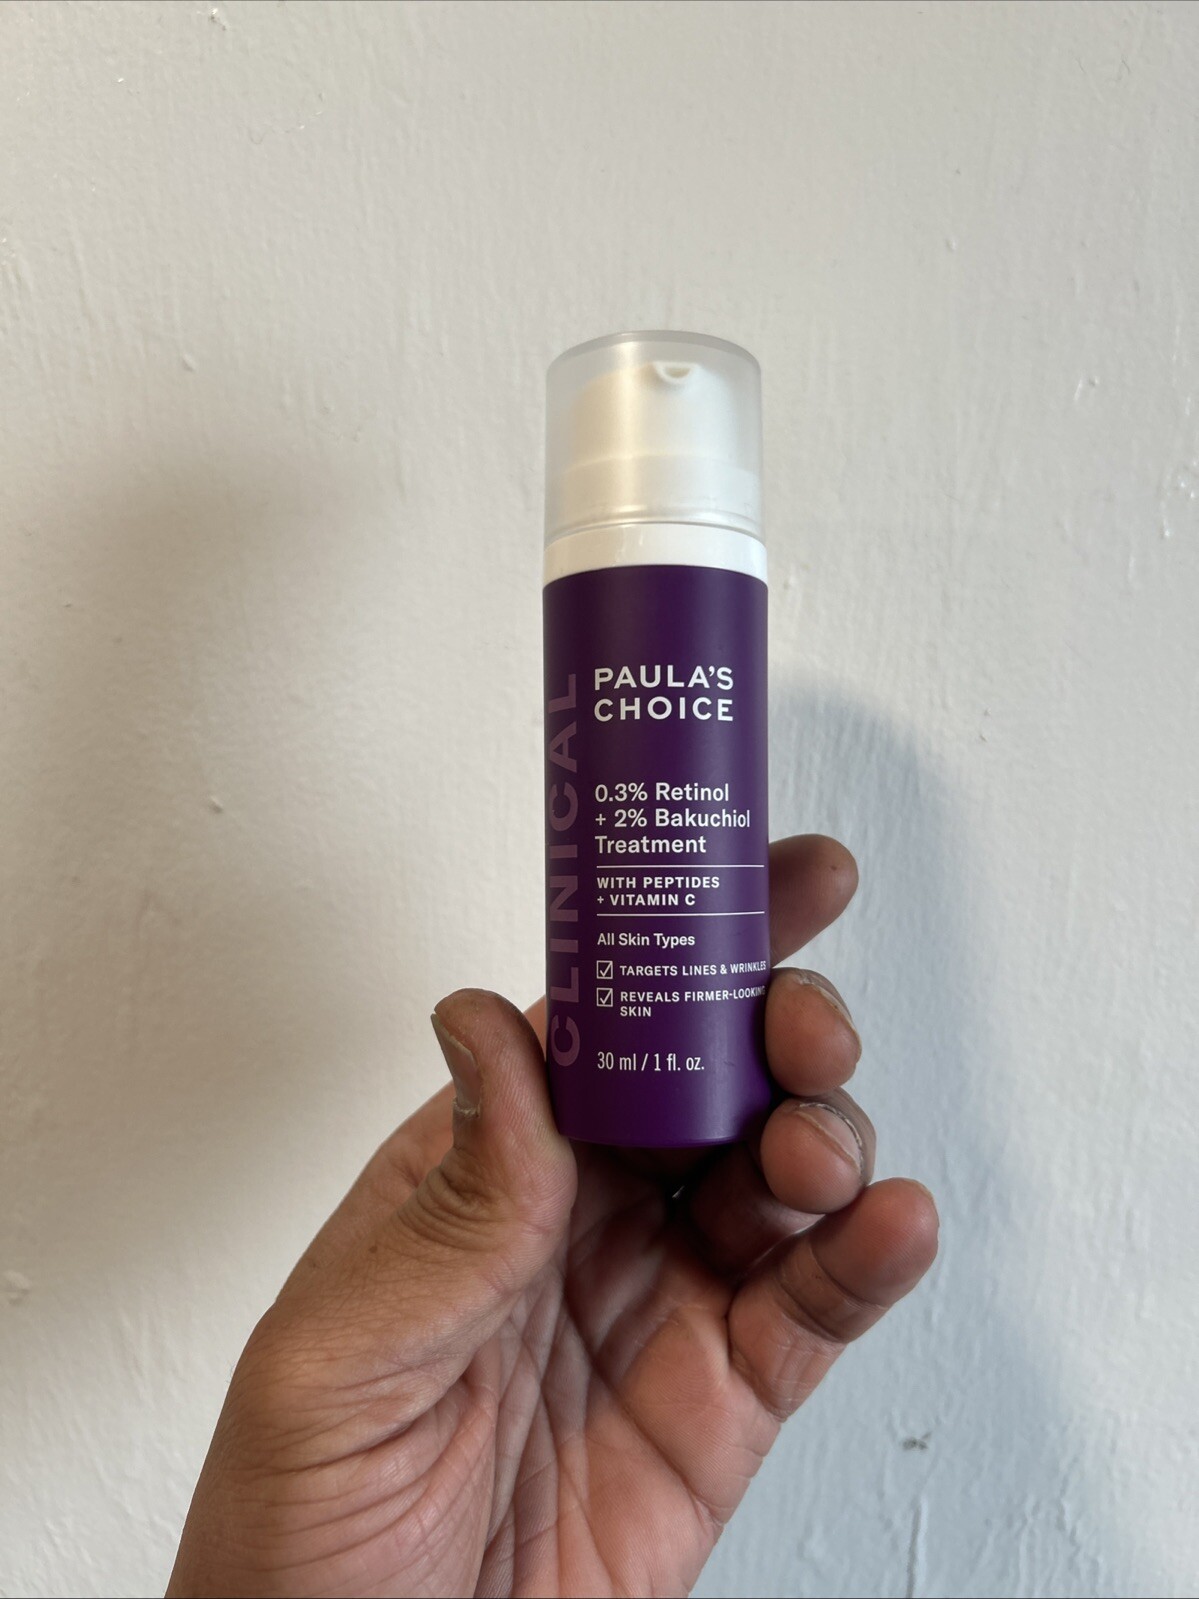 PAULA'S
CHOICE
0.3% Retinol
+ 2% Bakuchiol
Treatment
WITH PEPTIDES
+ VITAMIN C
All Skin Types
TARGETS LINES & WRINKLES
REVEALS FIRMER-LOOKING
SKIN
30 ml / 1 fl. oz.
CLINICAL